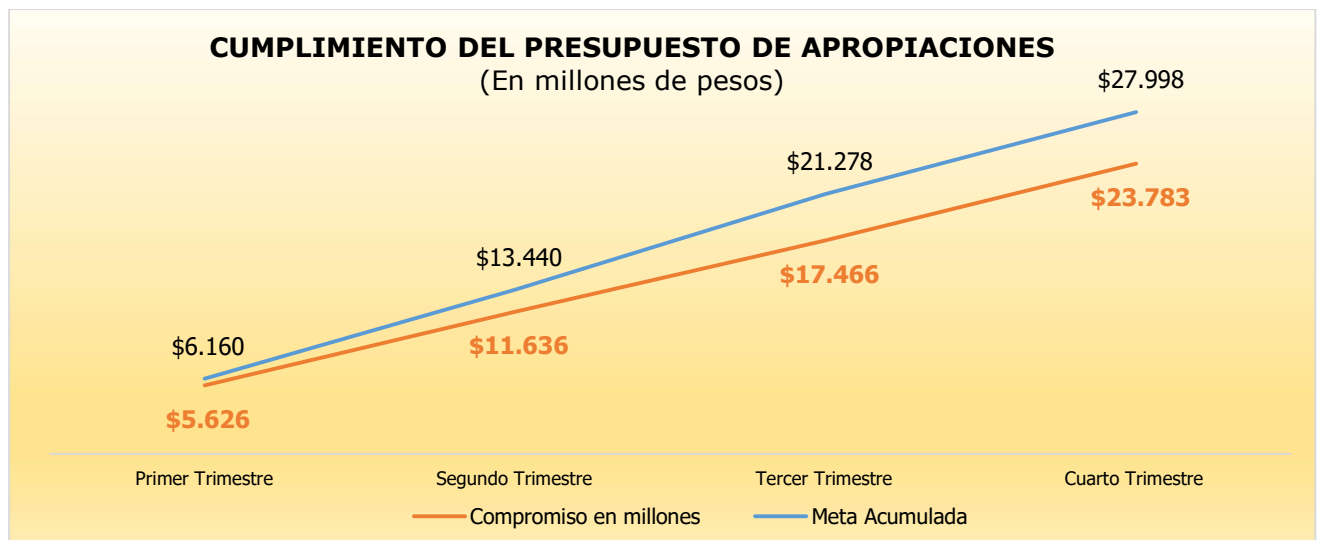 CUMPLIMIENTO DEL PRESUPUESTO DE APROPIACIONES
(En millones de pesos)
$27.998
$21.278
$23.783
$13.440
$17.466
$6.160
$11.636
$5.626
Primer Trimestre
Segundo Trimestre
Tercer Trimestre
Cuarto Trimestre
Compromiso en millones
Meta Acumulada